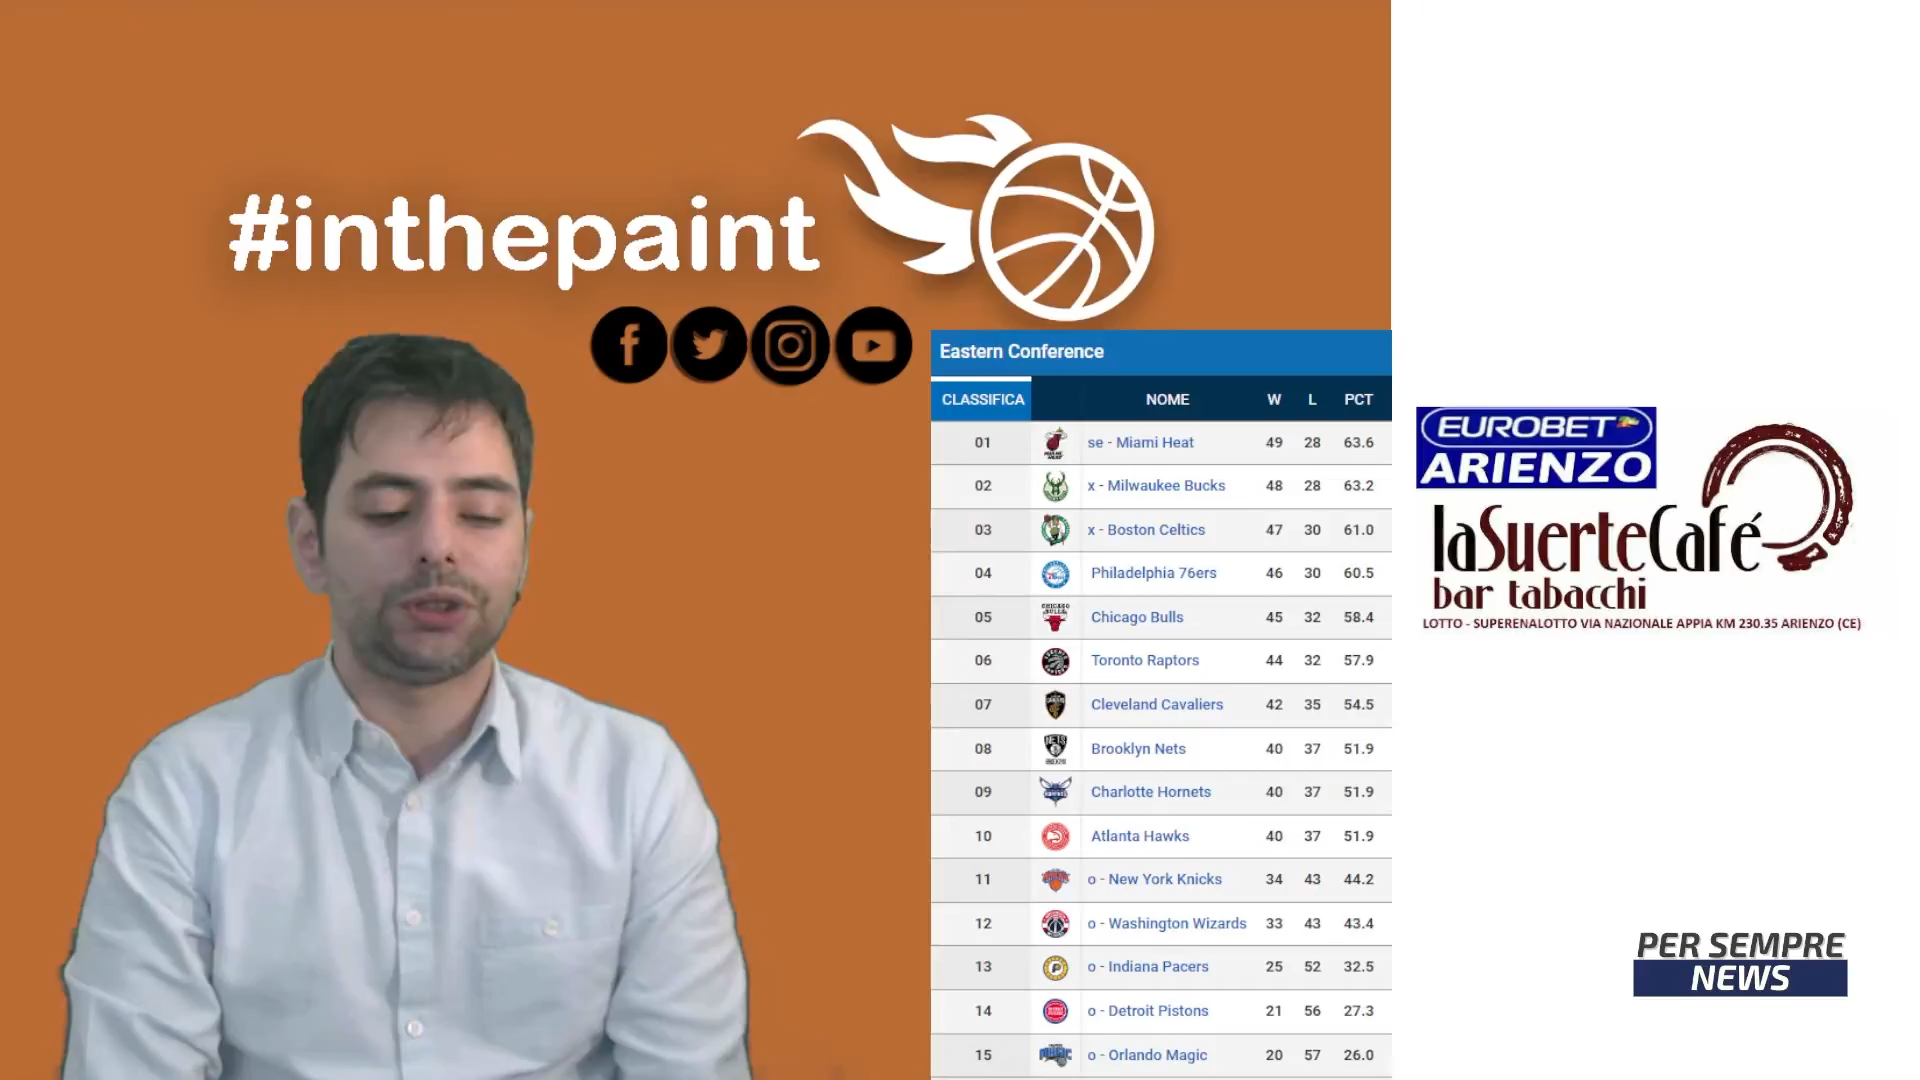 #inthepaint
Eastern Conference
CLASSIFICA NOME W L PCT
01 se - Miami Heat 49 28 63.6
02 x - Milwaukee Bucks 48 28 63.2
03 x - Boston Celtics 47 30 61.0
04 Philadelphia 76ers 46 30 60.5
05 Chicago Bulls 45 32 58.4
06 Toronto Raptors 44 32 57.9
07 Cleveland Cavaliers 42 35 54.5
08 Brooklyn Nets 40 37 51.9
09 Charlotte Hornets 40 37 51.9
10 Atlanta Hawks 40 37 51.9
11 o - New York Knicks 34 43 44.2
12 o - Washington Wizards 33 43 43.4
13 o - Indiana Pacers 25 52 32.5
14 o - Detroit Pistons 21 56 27.3
15 o - Orlando Magic 20 57 26.0
EUROBET
ARIENZO
laSuerteCafé
bar tabacchi
LOTTO - SUPERENALOTTO VIA NAZIONALE APPIA KM 230.35 ARIENZO (CE)
PER SEMPRE
NEWS